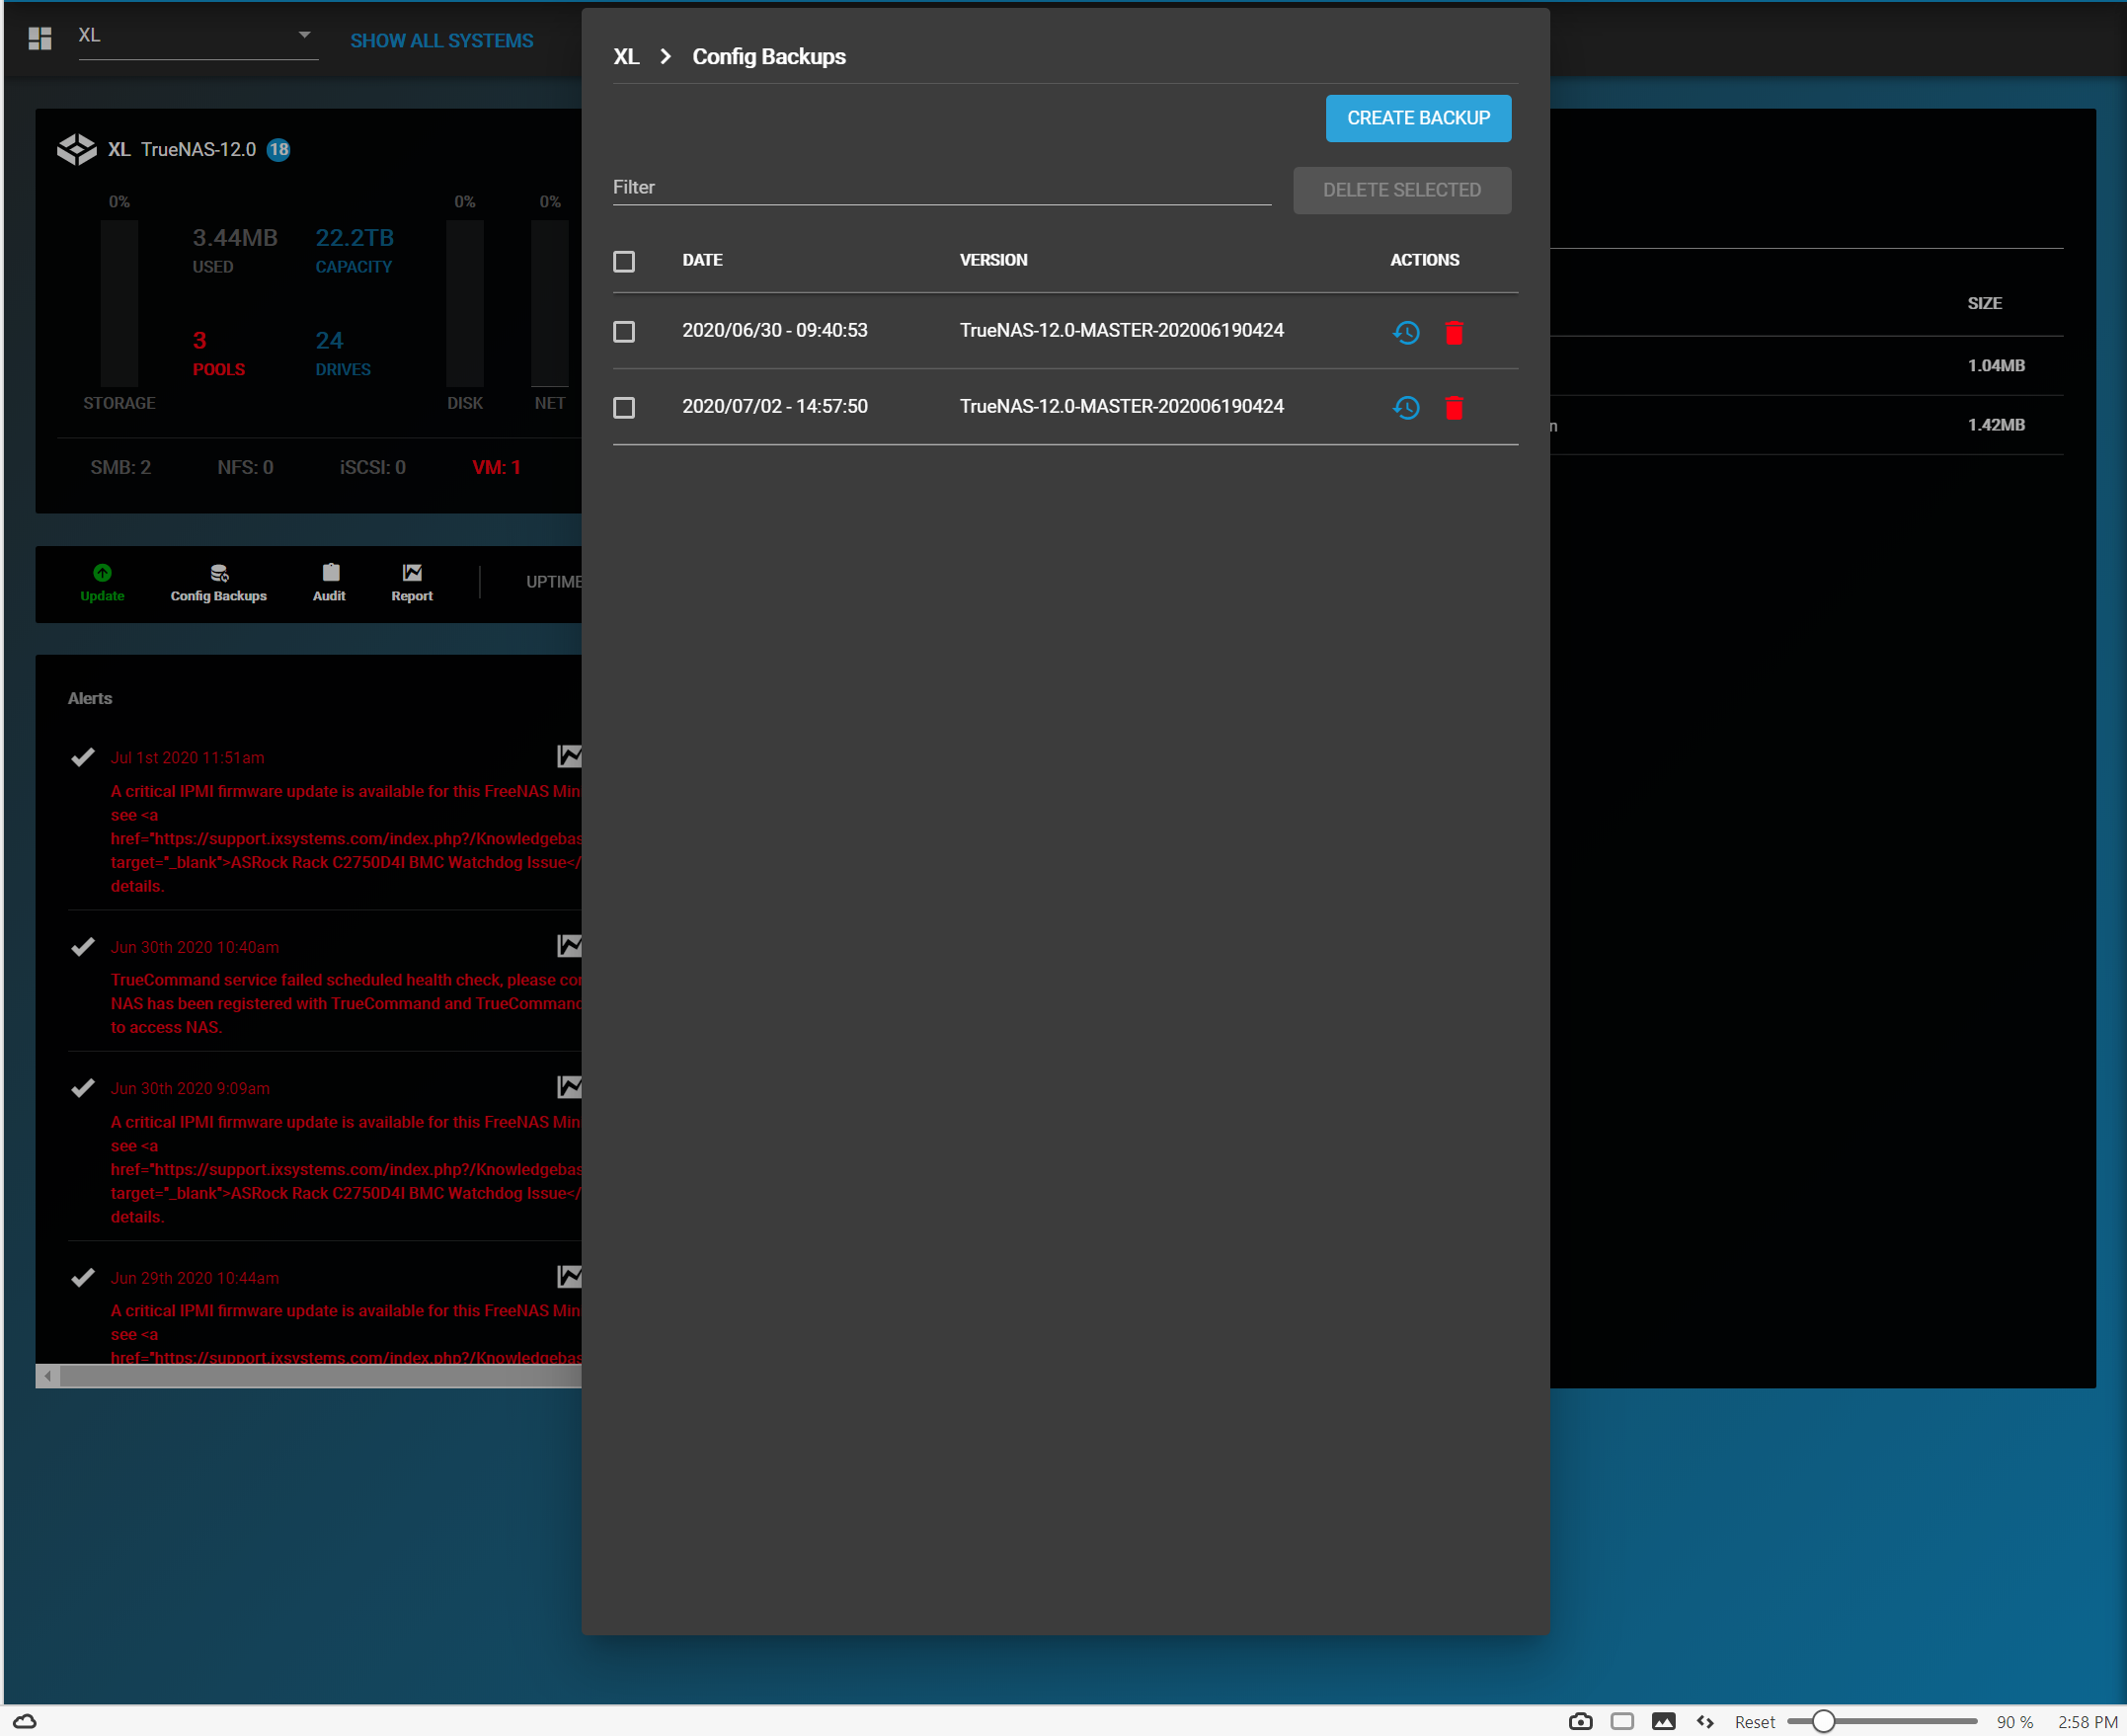 XL
SHOW ALL SYSTEMS
XL TrueNAS-12.0 18
0%
0%
0%
3.44MB
22.2TB
USED
CAPACITY
3
24
POOLS
DRIVES
STORAGE
DISK
NET
SMB: 2
NFS: 0
iSCSI: 0
VM: 1
Update
Config Backups
Audit
Report
UPTIME
Alerts
Jul 1st 2020 11:51am
A critical IPMI firmware update is available for this FreeNAS Min
see <a
href="https://support.ixsystems.com/index.php?/Knowledgebas
target="_blank">ASRock Rack C2750D4I BMC Watchdog Issue</
details.
Jun 30th 2020 10:40am
TrueCommand service failed scheduled health check, please con
NAS has been registered with TrueCommand and TrueCommand
to access NAS.
Jun 30th 2020 9:09am
A critical IPMI firmware update is available for this FreeNAS Min
see <a
href="https://support.ixsystems.com/index.php?/Knowledgebas
target="_blank">ASRock Rack C2750D4I BMC Watchdog Issue</
details.
Jun 29th 2020 10:44am
A critical IPMI firmware update is available for this FreeNAS Min
see <a
href="https://support.ixsystems.com/index.php?/Knowledgebas
XL > Config Backups
CREATE BACKUP
Filter
DELETE SELECTED
DATE
VERSION
ACTIONS
2020/06/30 - 09:40:53
TrueNAS-12.0-MASTER-202006190424
2020/07/02 - 14:57:50
TrueNAS-12.0-MASTER-202006190424
SIZE
1.04MB
n
1.42MB
Reset
90 %
2:58 PM